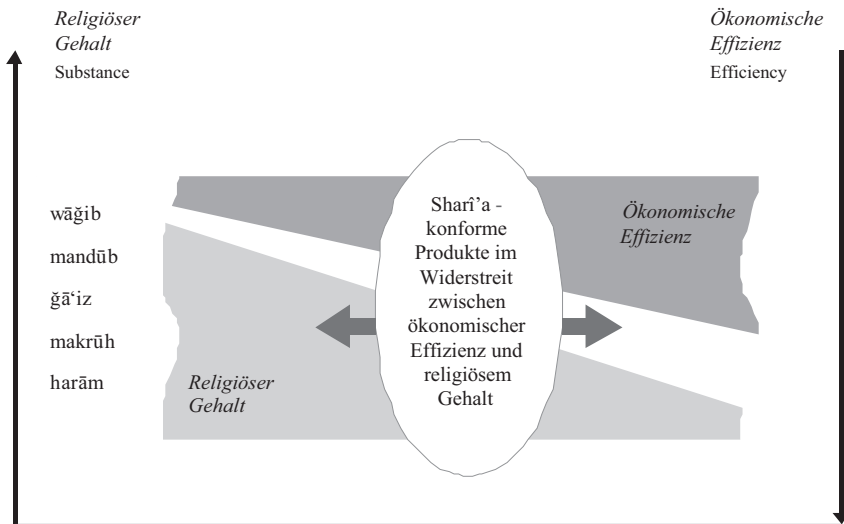 Religiöser
Gehalt
Substance
Ökonomische
Effizienz
Efficiency
wāǧib
mandūb
ǧā‘iz
makrūh
harām
Religiöser
Gehalt
Sharî’a -
konforme
Produkte im
Widerstreit
zwischen
ökonomischer
Effizienz und
religiösem
Gehalt
Ökonomische
Effizienz